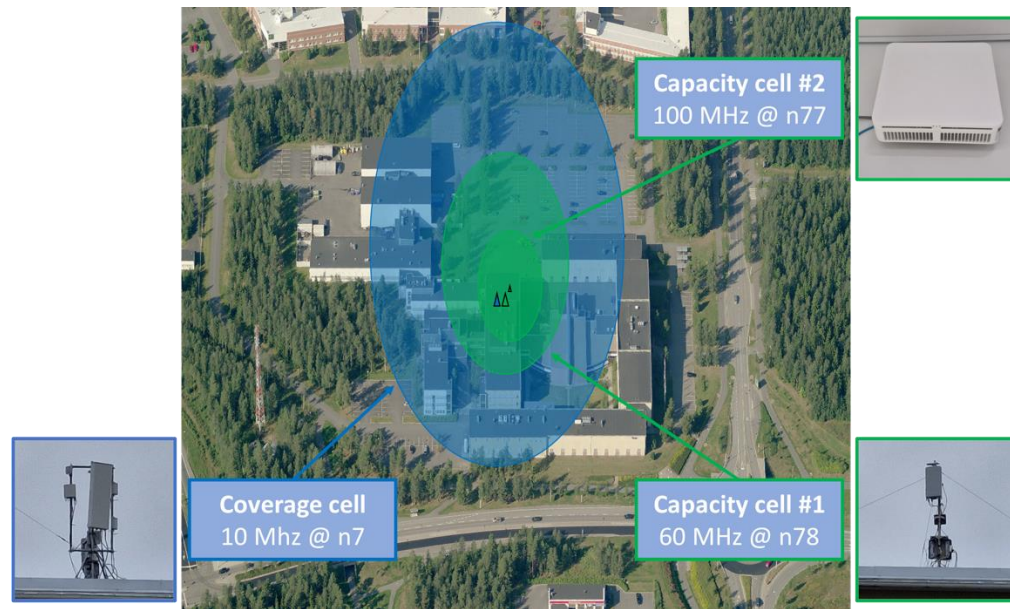 Capacity cell #2
100 MHz @ n77
Coverage cell
10 Mhz @ n7
Capacity cell #1
60 MHz @ n78